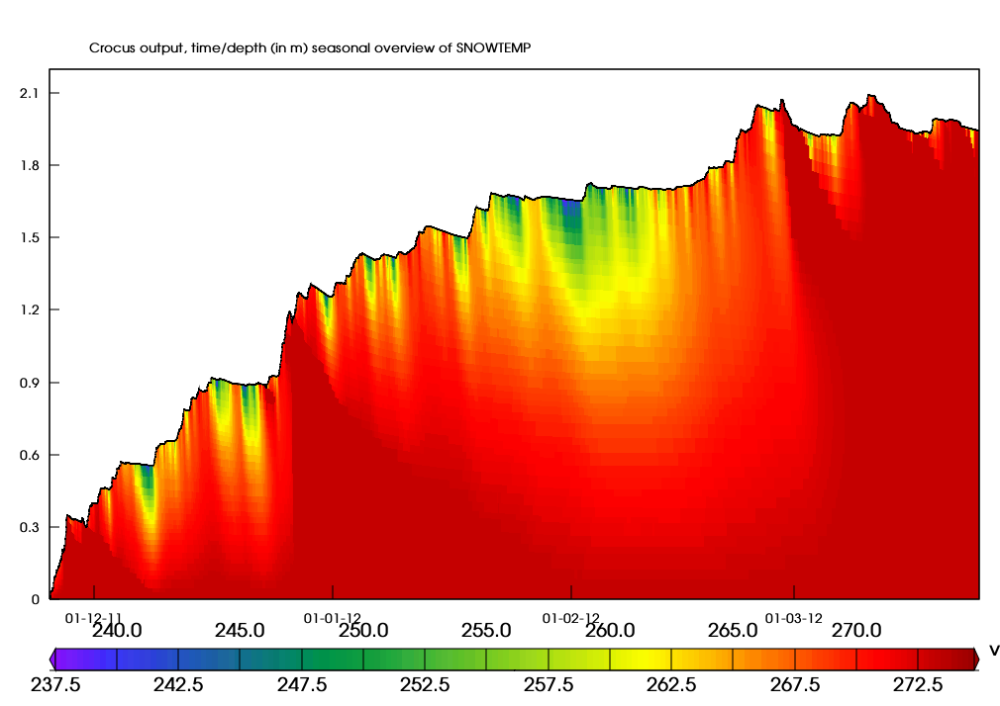 Crocus output, time/depth (in m) seasonal overview of SNOWTEMP
2.1
1.8
1.5
1.2
0.9
0.6
0.3
0
01-12-11 01-01-12 01-02-12 01-03-12
240.0 245.0 250.0 255.0 260.0 265.0 270.0
V
237.5 242.5 247.5 252.5 257.5 262.5 267.5 272.5